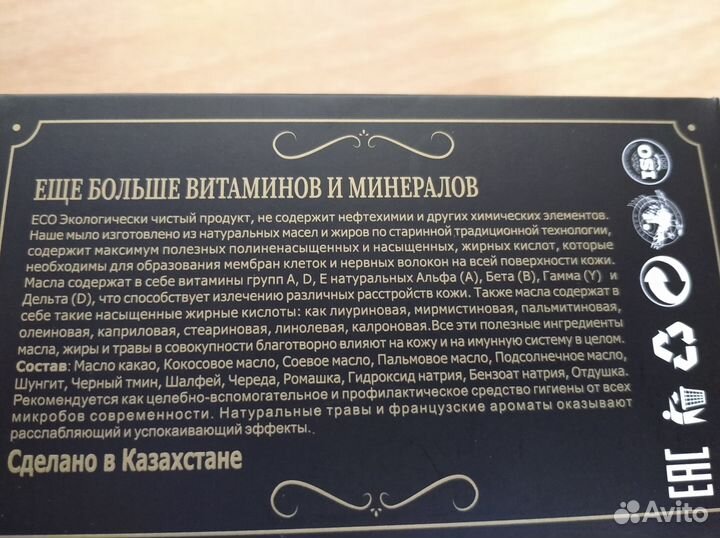 ЕЩЕ БОЛЬШЕ ВИТАМИНОВ И МИНЕРАЛОВ
ECO Экологически чистый продукт, не содержит нефтехимии и других химических элементов.
Наше мыло изготовлено из натуральных масел и жиров по старинной традиционной технологии,
содержит максимум полезных полиненасыщенных и насыщенных, жирных кислот, которые
необходимы для образования мембран клеток и нервных волокон на всей поверхности кожи.
Масла содержат в себе витамины групп A, D, E натуральных Альфа (A), Бета (B), Гамма (Y) и
Дельта (D), что способствует излечению различных расстройств кожи. Также масла содержат в
себе такие насыщенные жирные кислоты: как лиуриновая, мирмистиновая, пальмитиновая,
олеиновая, каприловая, стеариновая, линолевая, калроновая.Все эти полезные ингредиенты
масла, жиры и травы в совокупности благотворно влияют на кожу и на имунную систему в целом.
Состав: Масло какао, Кокосовое масло, Соевое масло, Пальмовое масло, Подсолнечное масло,
Шунгит, Черный тмин, Шалфей, Череда, Ромашка, Гидроксид натрия, Бензоат натрия, Отдушка.
Рекомендуется как целебно-вспомогательное и профилактическое средство гигиены от всех
микробов современности. Натуральные травы и французские ароматы оказывают
расслабляющий и успокаивающий эффекты.
Сделано в Казахстане
ISO
EAC
Avito